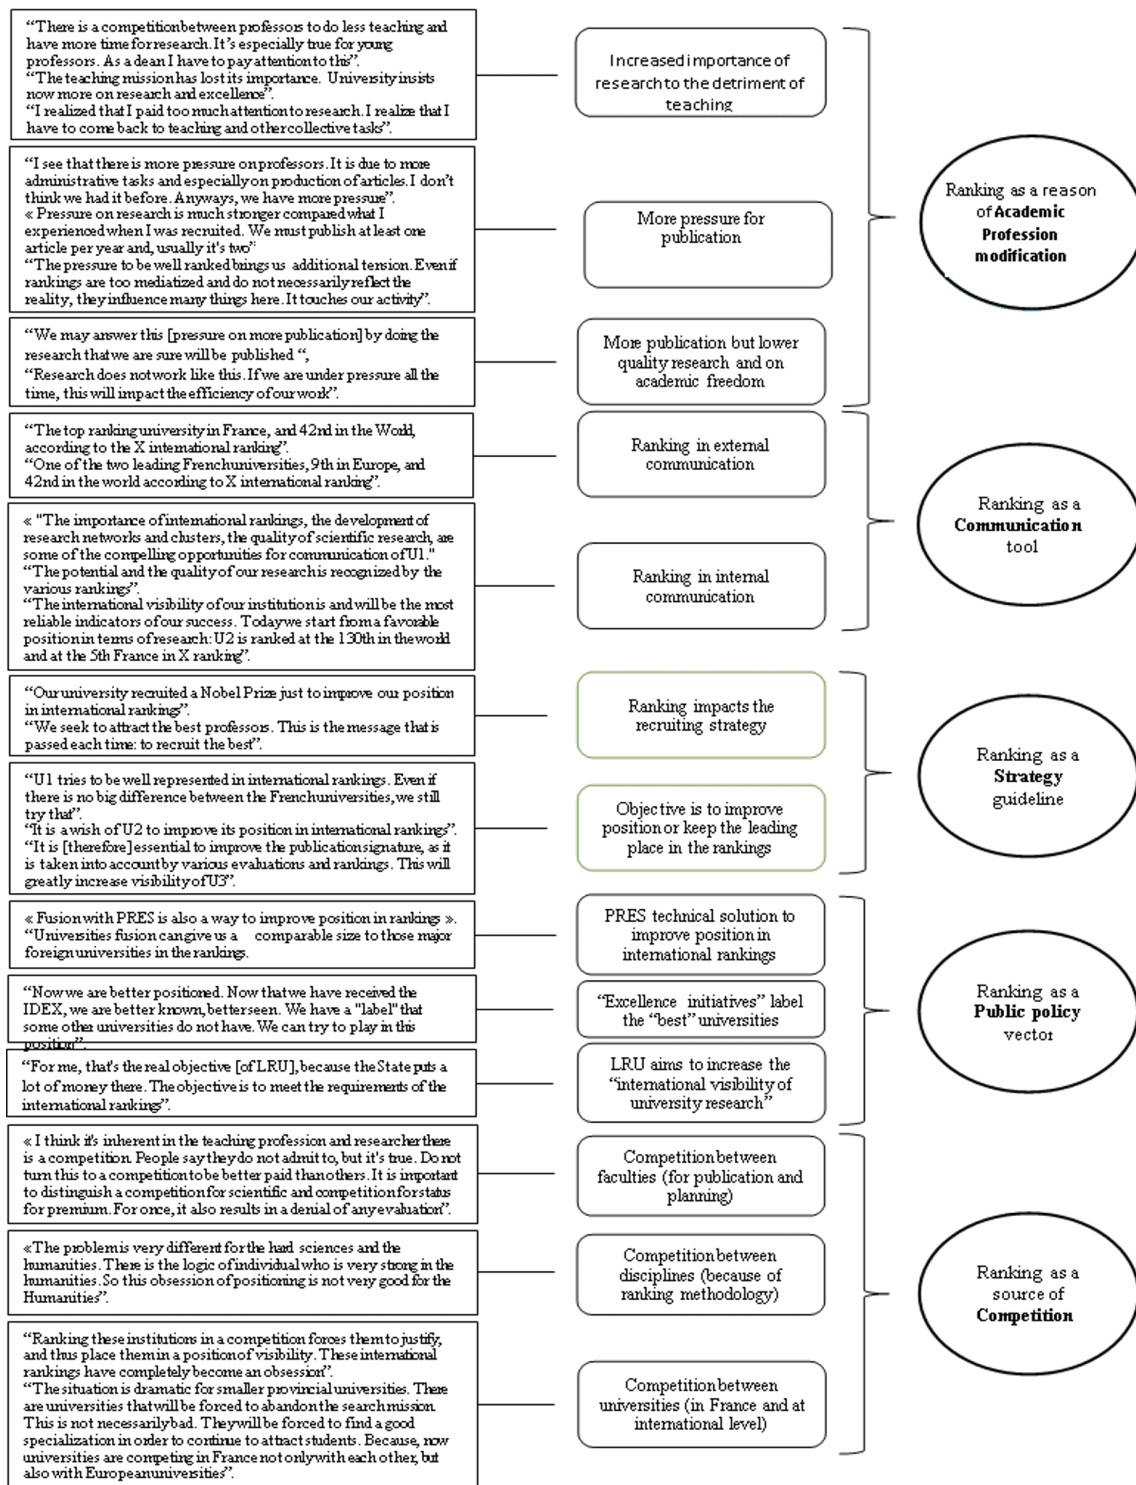 “There is a competition between professors to do less teaching and
have more time for research. It’s especially true for young
professors. As a dean I have to pay attention to this”.
“The teaching mission has lost its importance. University insists
now more on research and excellence”.
“I realized that I paid too much attention to research. I realize that I
have to come back to teaching and other collective tasks”.
Increased importance of
research to the detriment of
teaching
“I see that there is more pressure on professors. It is due to more
administrative tasks and especially on production of articles. I don’t
think we had it before. Anyways, we have more pressure”.
« Pressure on research is much stronger compared what I
experienced when I was recruited. We must publish at least one
article per year and, usually it's two”
“The pressure to be well ranked brings us additional tension. Even if
rankings are too mediatized and do not necessarily reflect the
reality, they influence many things here. It touches our activity”.
More pressure for
publication
“We may answer this [pressure on more publication] by doing the
research that we are sure will be published “,
“Research does not work like this. If we are under pressure all the
time, this will impact the efficiency of our work”.
More publication but lower
quality research and on
academic freedom
Ranking as a reason
of Academic
Profession
modification
“The top ranking university in France, and 42nd in the World,
according to the X international ranking”.
“One of the two leading French universities, 9th in Europe, and
42nd in the world according to X international ranking”.
Ranking in external
communication
« "The importance of international rankings, the development of
research networks and clusters, the quality of scientific research, are
some of the compelling opportunities for communication of U1."
“The potential and the quality of our research is recognized by the
various rankings”.
“The international visibility of our institution is and will be the most
reliable indicators of our success. Today we start from a favorable
position in terms of research: U2 is ranked at the 130th in the world
and at the 5th France in X ranking”.
Ranking in internal
communication
Ranking as a
Communication
tool
“Our university recruited a Nobel Prize just to improve our position
in international rankings”.
“We seek to attract the best professors. This is the message that is
passed each time: to recruit the best”.
Ranking impacts the
recruiting strategy
“U1 tries to be well represented in international rankings. Even if
there is no big difference between the French universities, we still
try that”.
“It is a wish of U2 to improve its position in international rankings”.
“It is [therefore] essential to improve the publication signature, as it
is taken into account by various evaluations and rankings. This will
greatly increase visibility of U3”.
Objective is to improve
position or keep the leading
place in the rankings
Ranking as a
Strategy
guideline
« Fusion with PRES is also a way to improve position in rankings ».
“Universities fusion can give us a comparable size to those major
foreign universities in the rankings.
PRES technical solution to
improve position in
international rankings
“Now we are better positioned. Now that we have received the
IDEX, we are better known, better seen. We have a "label" that
some other universities do not have. We can try to play in this
position”.
“Excellence initiatives” label
the “best” universities
“For me, that's the real objective [of LRU], because the State puts a
lot of money there. The objective is to meet the requirements of the
international rankings”.
LRU aims to increase the
“international visibility of
university research”
Ranking as a
Public policy
vector
« I think it's inherent in the teaching profession and researcher there
is a competition. People say they do not admit to, but it's true. Do not
turn this to a competition to be better paid than others. It is important
to distinguish a competition for scientific and competition for status
for premium. For once, it also results in a denial of any evaluation”.
Competition between
faculties (for publication and
planning)
«The problem is very different for the hard sciences and the
humanities. There is the logic of individual who is very strong in the
humanities. So this obsession of positioning is not very good for the
Humanities”.
Competition between
disciplines (because of
ranking methodology)
“Ranking these institutions in a competition forces them to justify,
and thus place them in a position of visibility. These international
rankings have completely become an obsession”.
“The situation is dramatic for smaller provincial universities. There
are universities that will be forced to abandon the search mission.
This is not necessarily bad. They will be forced to find a good
specialization in order to continue to attract students. Because, now
universities are competing in France not only with each other, but
also with European universities”.
Competition between
universities (in France and at
international level)
Ranking as a
source of
Competition